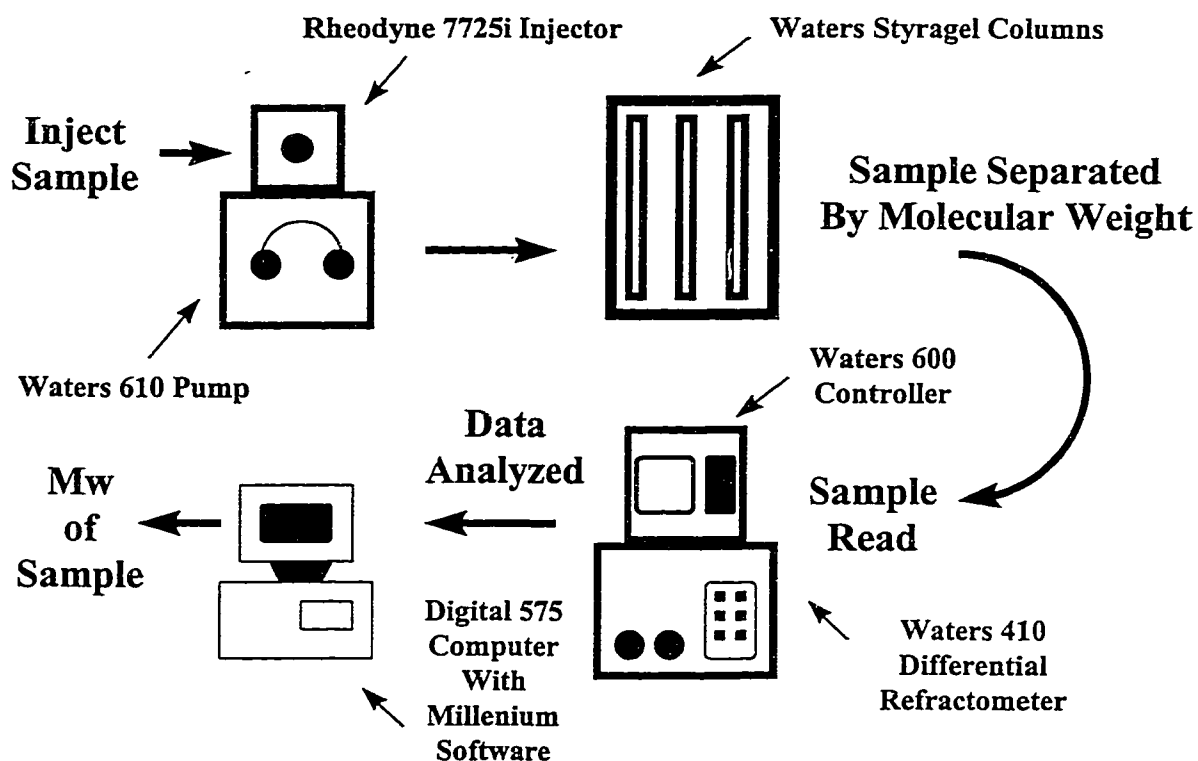 Rheodyne 7725i Injector
Waters Styragel Columns
Inject
Sample
Sample Separated
By Molecular Weight
Waters 610 Pump
Waters 600
Controller
Data
Analyzed
Sample
Read
Mw
of
Sample
Digital 575
Computer
With
Millenium
Software
Waters 410
Differential
Refractometer